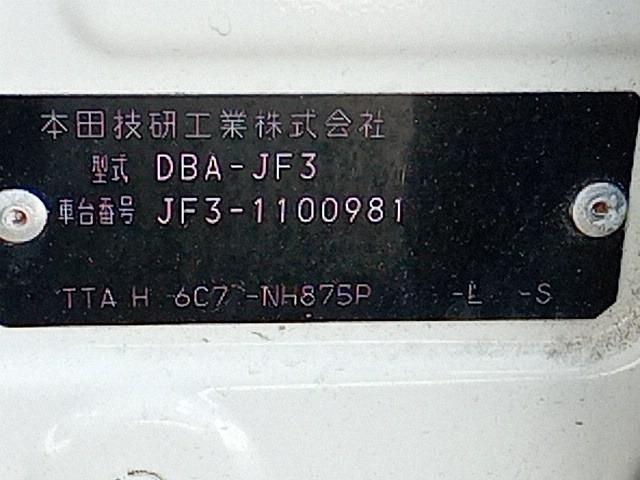 本田技研工業株式会社
型式 DBA-JF3
車台番号 JF3-1100981
TTA H 6C7 -NH875P -L -S